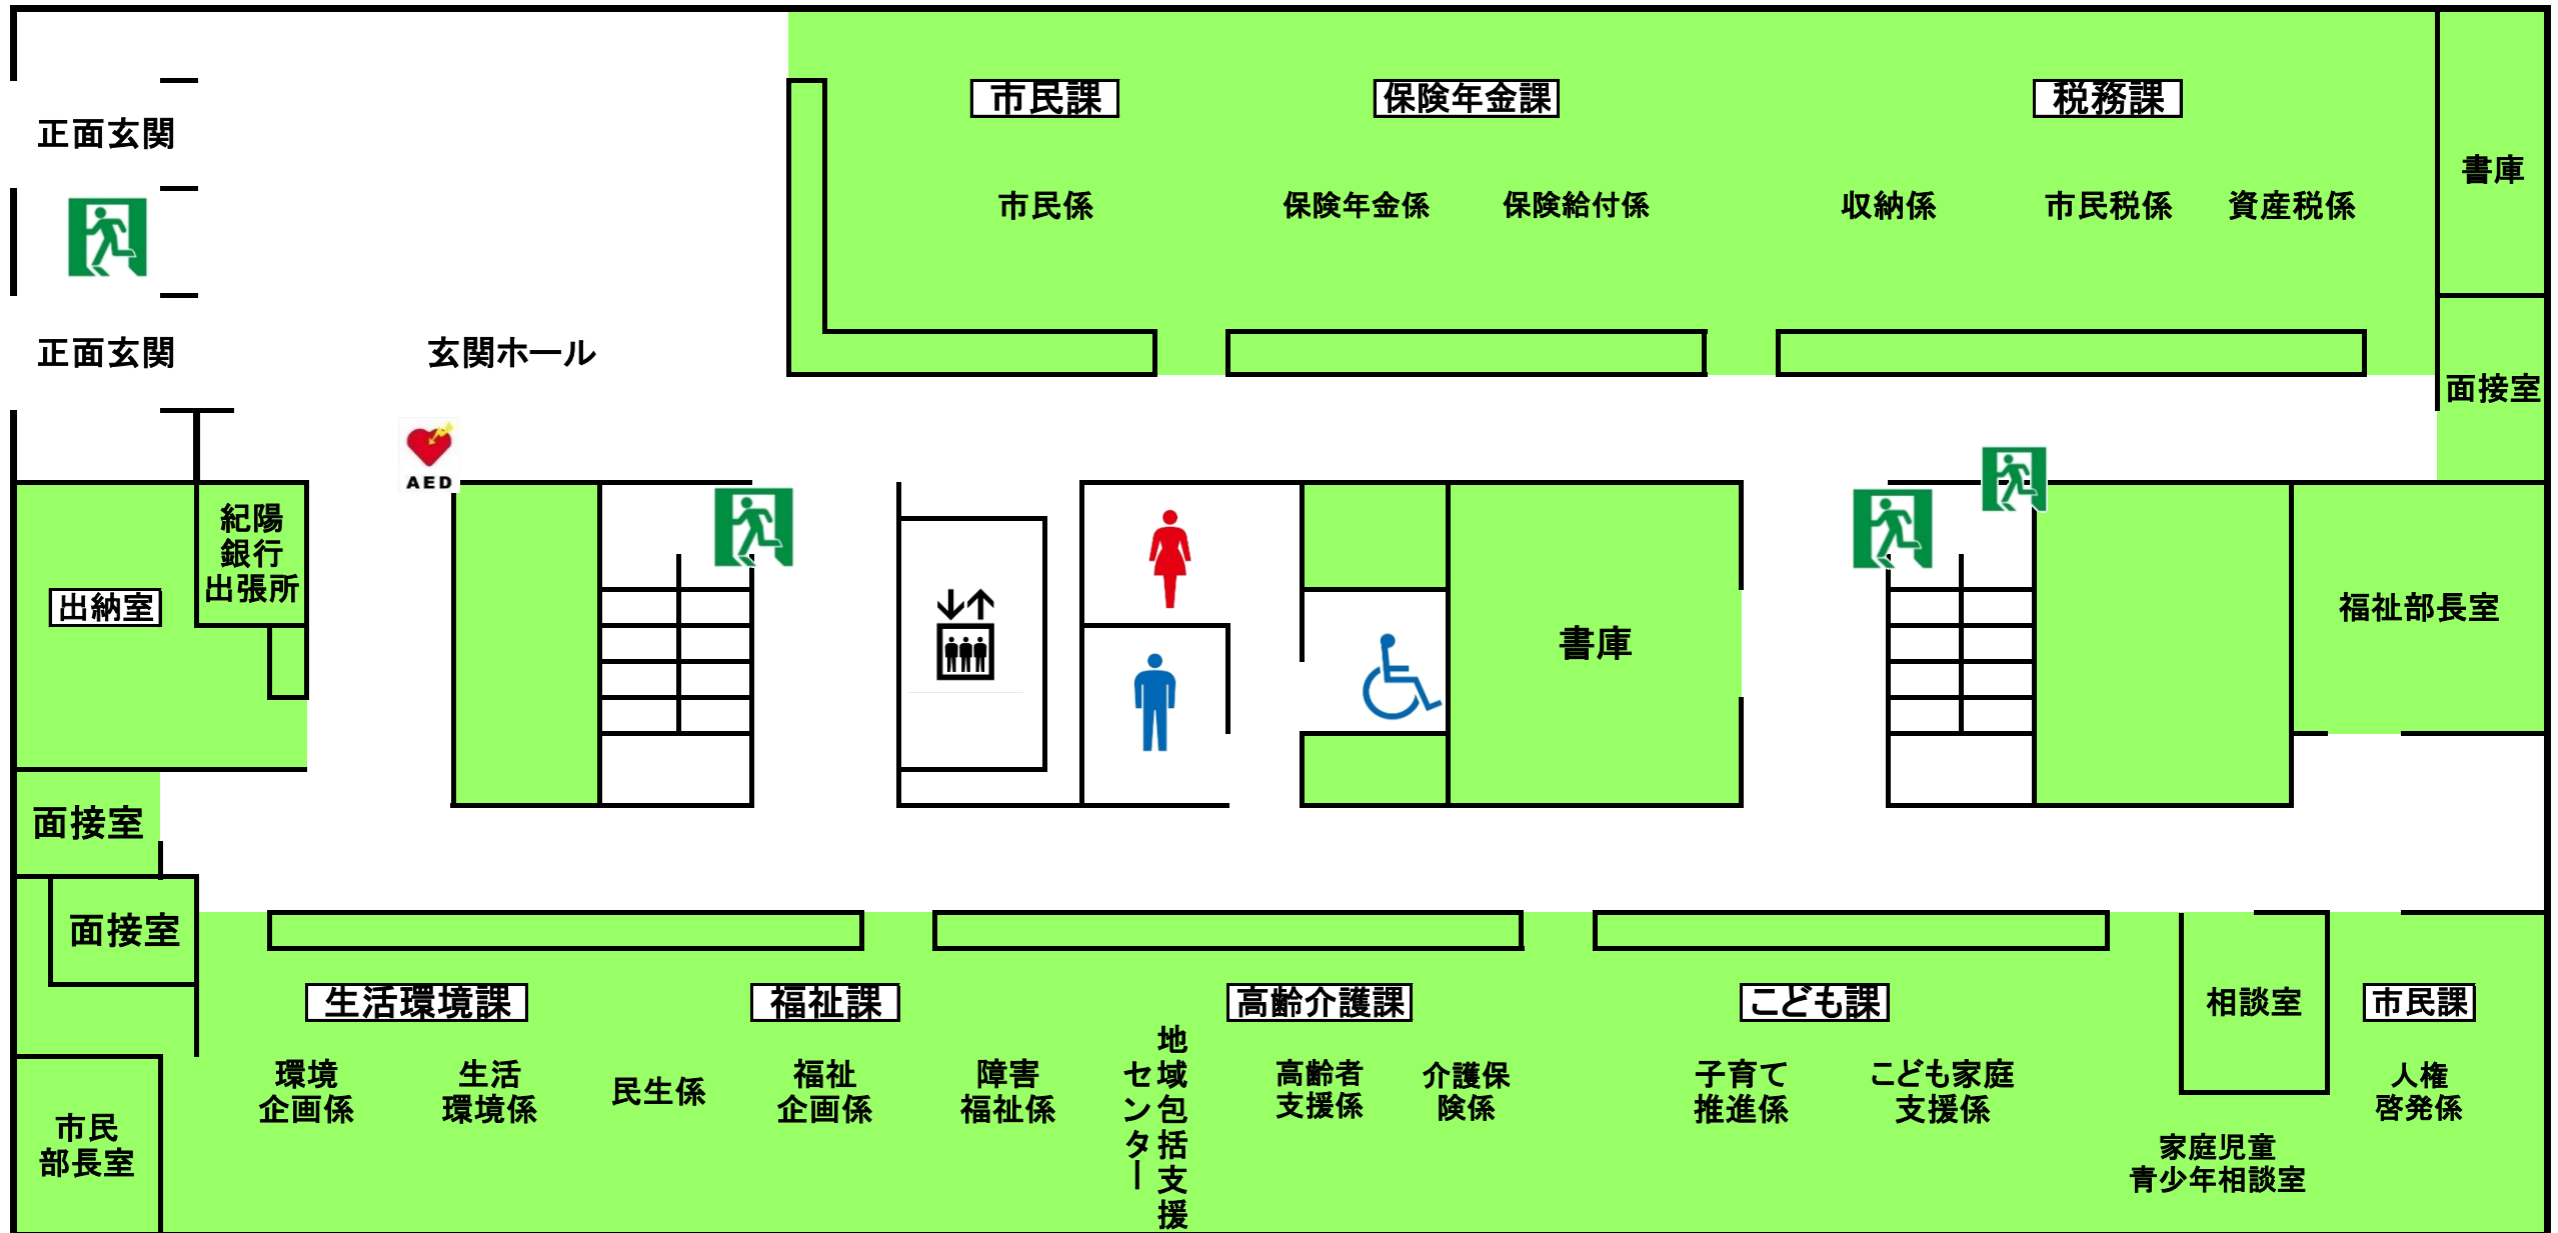 市民課
保険年金課
税務課
正面玄関
書庫
市民係
保険年金係
保険給付係
収納係
市民税係
資産税係
正面玄関
玄関ホール
面接室
AED
紀陽
銀行
出張所
出納室
書庫
福祉部長室
面接室
面接室
生活環境課
福祉課
高齢介護課
こども課
相談室
市民課
環境
企画係
生活
環境係
民生係
福祉
企画係
障害
福祉係
地域包括支援
センター
高齢者
支援係
介護保
険係
子育て
推進係
こども家庭
支援係
人権
啓発係
市民
部長室
家庭児童
青少年相談室